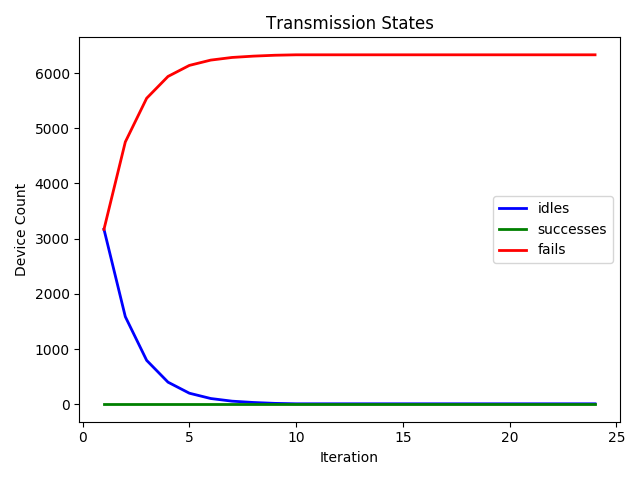 Transmission States
Device Count
6000
5000
4000
3000
2000
1000
0
idles
successes
fails
0 5 10 15 20 25
Iteration